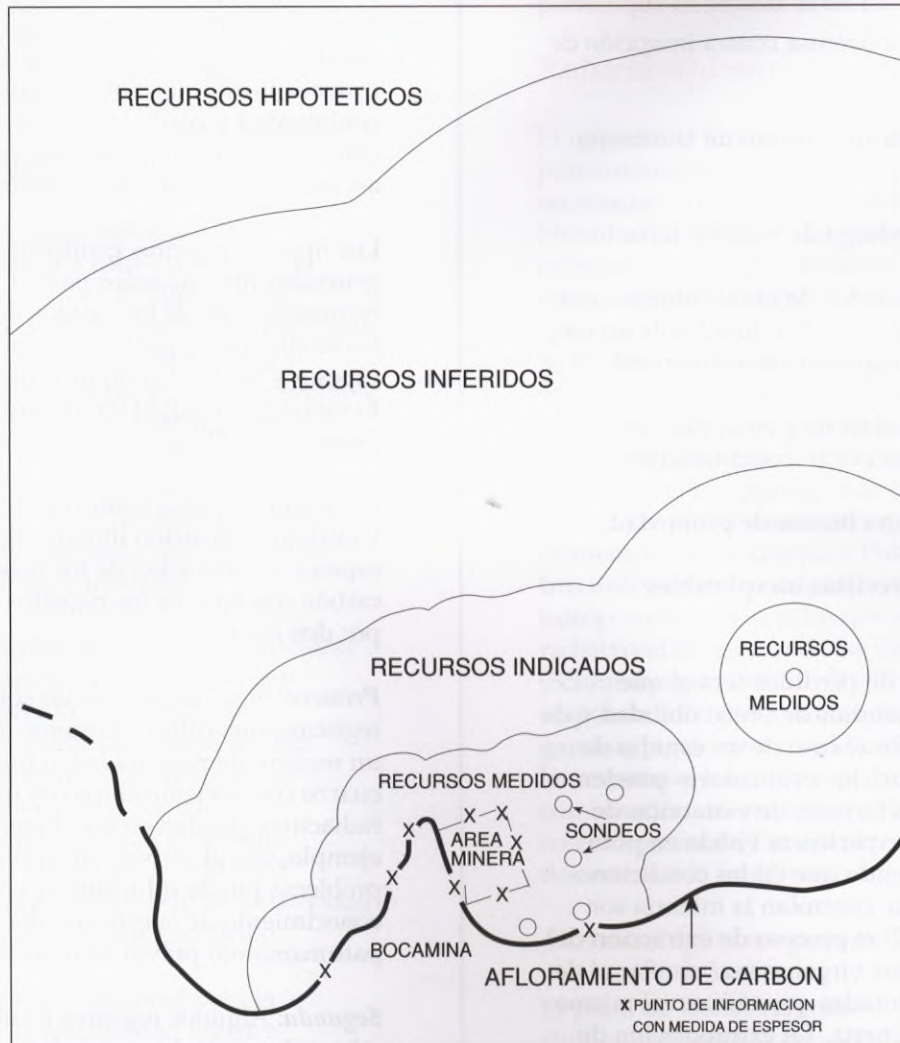 RECURSOS HIPOTETICOS
RECURSOS INFERIDOS
RECURSOS INDICADOS
RECURSOS
MEDIDOS
RECURSOS MEDIDOS
AREA
MINERA
SONDEOS
BOCAMINA
AFLORAMIENTO DE CARBON
X PUNTO DE INFORMACION
CON MEDIDA DE ESPESOR